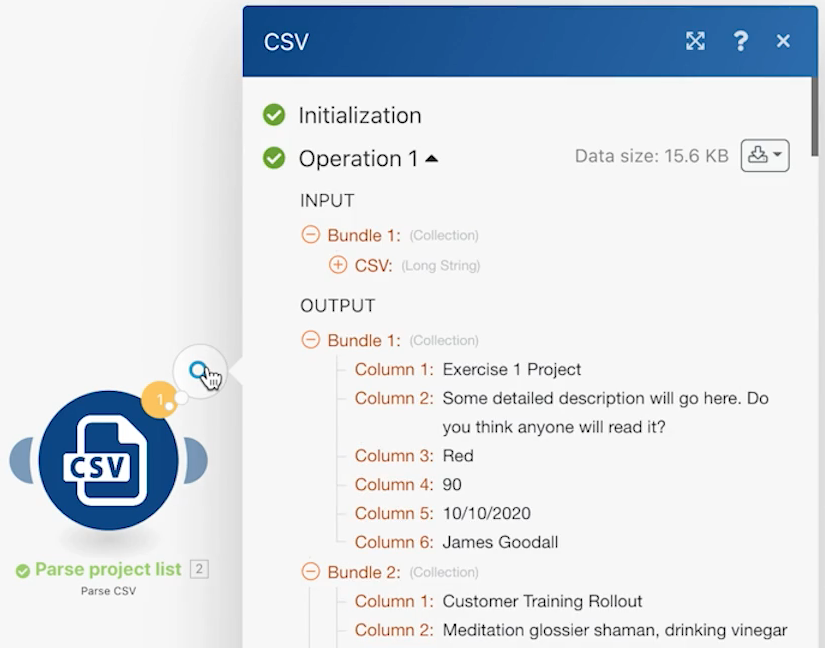 CSV
?
Initialization
Operation 1
Data size: 15.6 KB
INPUT
Bundle 1: (Collection)
CSV: (Long String)
OUTPUT
Bundle 1: (Collection)
Column 1: Exercise 1 Project
Column 2: Some detailed description will go here. Do
you think anyone will read it?
Column 3: Red
Column 4: 90
Column 5: 10/10/2020
Column 6: James Goodall
Bundle 2: (Collection)
Column 1: Customer Training Rollout
Column 2: Meditation glossier shaman, drinking vinegar
1
CSV
Parse project list 2
Parse CSV